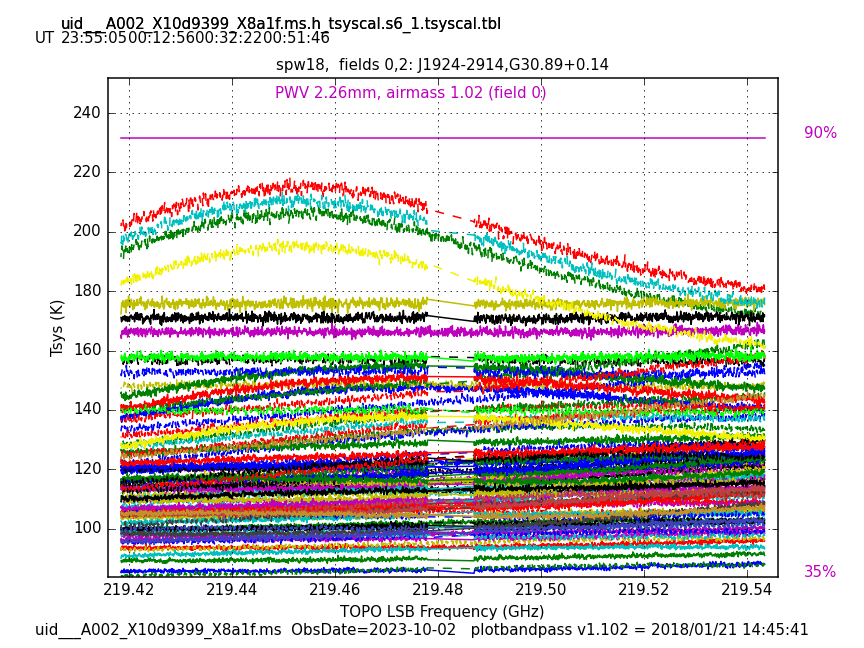 uid___A002_X10d9399_X8a1f.ms.h_tsyscal.s6_1.tsyscal.tbl
UT 23:55:05 00:12:56 00:32:22 00:51:46
spw18, fields 0,2: J1924-2914,G30.89+0.14
PWV 2.26mm, airmass 1.02 (field 0)
240
90%
220
200
180
Tsys (K)
160
140
120
100
35%
219.42 219.44 219.46 219.48 219.50 219.52 219.54
TOPO LSB Frequency (GHz)
uid___A002_X10d9399_X8a1f.ms ObsDate=2023-10-02 plotbandpass v1.102 = 2018/01/21 14:45:41